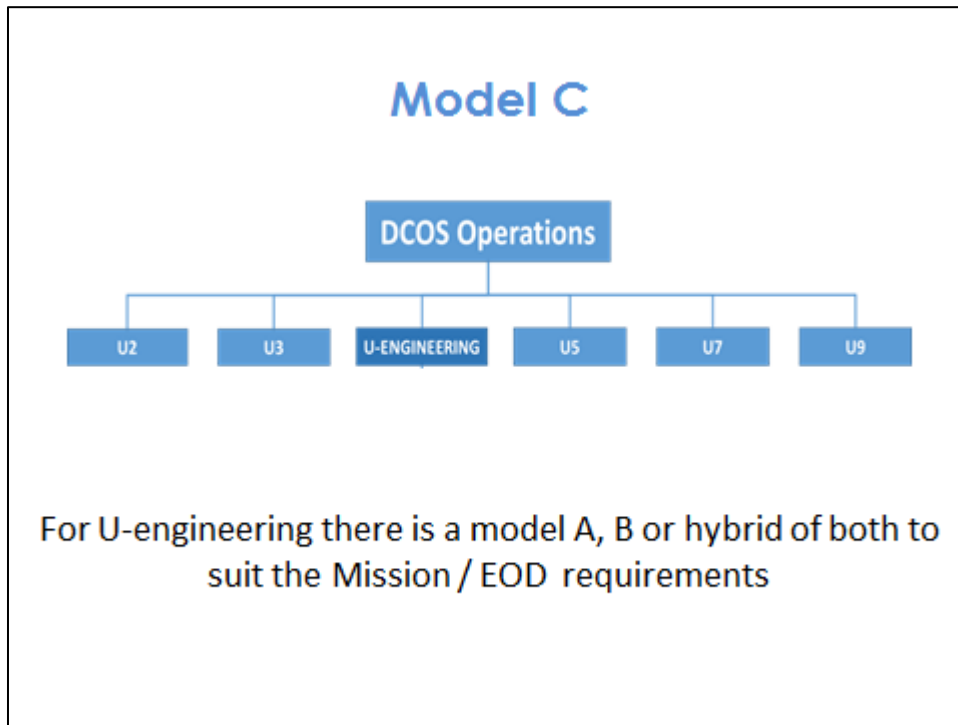 Model C
DCOS Operations
U2
U3
U-ENGINEERING
U5
U7
U9
For U-engineering there is a model A, B or hybrid of both to
suit the Mission / EOD requirements